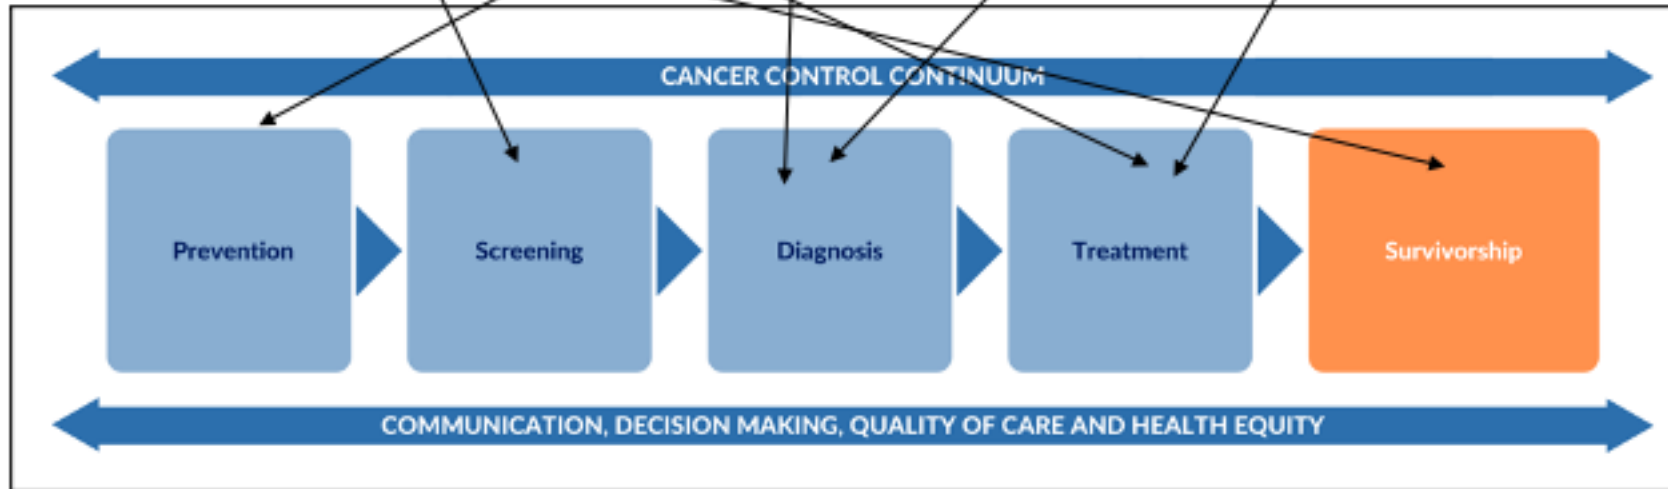 CANCER CONTROL CONTINUUM
Prevention
Screening
Diagnosis
Treatment
Survivorship
COMMUNICATION, DECISION MAKING, QUALITY OF CARE AND HEALTH EQUITY